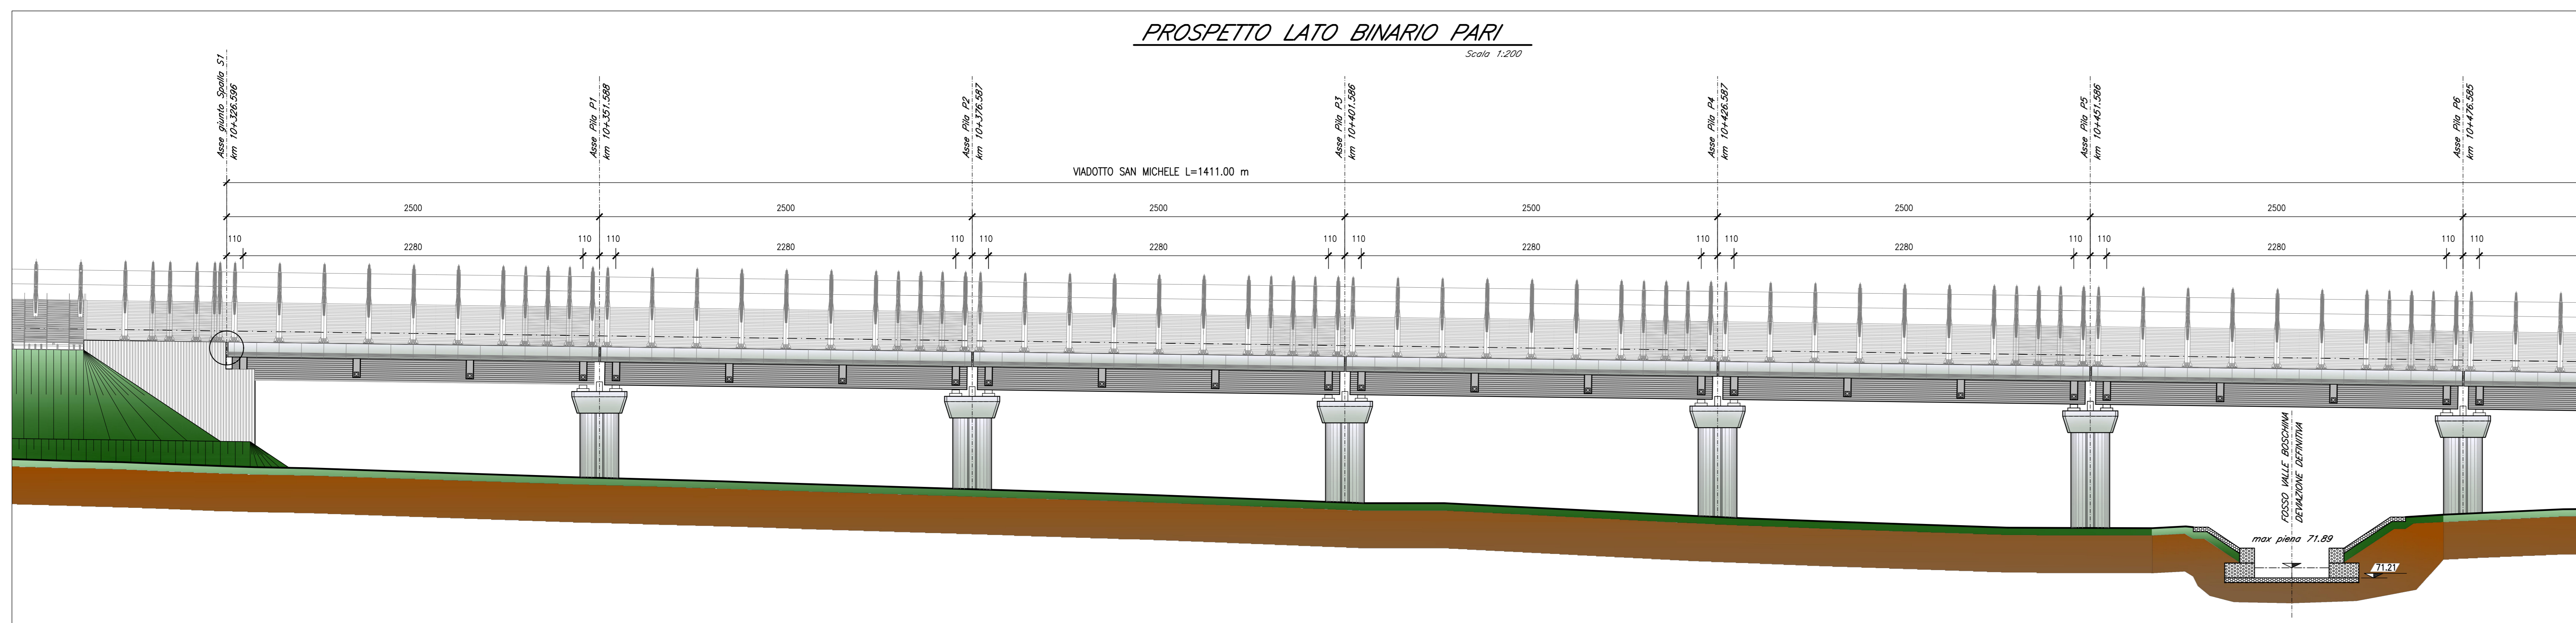 PROSPETTO LATO BINARIO PARI
Scala 1:200
Asse giunto Spalla S1
km 10+326.596
Asse Pila P1
km 10+351.588
Asse Pila P2
km 10+376.587
Asse Pila P3
km 10+401.586
Asse Pila P4
km 10+426.587
Asse Pila P5
km 10+451.586
Asse Pila P6
km 10+476.585
VIADOTTO SAN MICHELE L=1411.00 m
2500 2500 2500 2500 2500 2500
110 2280 110 110 2280 110 110 2280 110 110 2280 110 110 2280 110 110 2280 110 110
FOSSO VALLE BOSCHINA
DEVIAZIONE DEFINITIVA
max piena 71.89
71.21